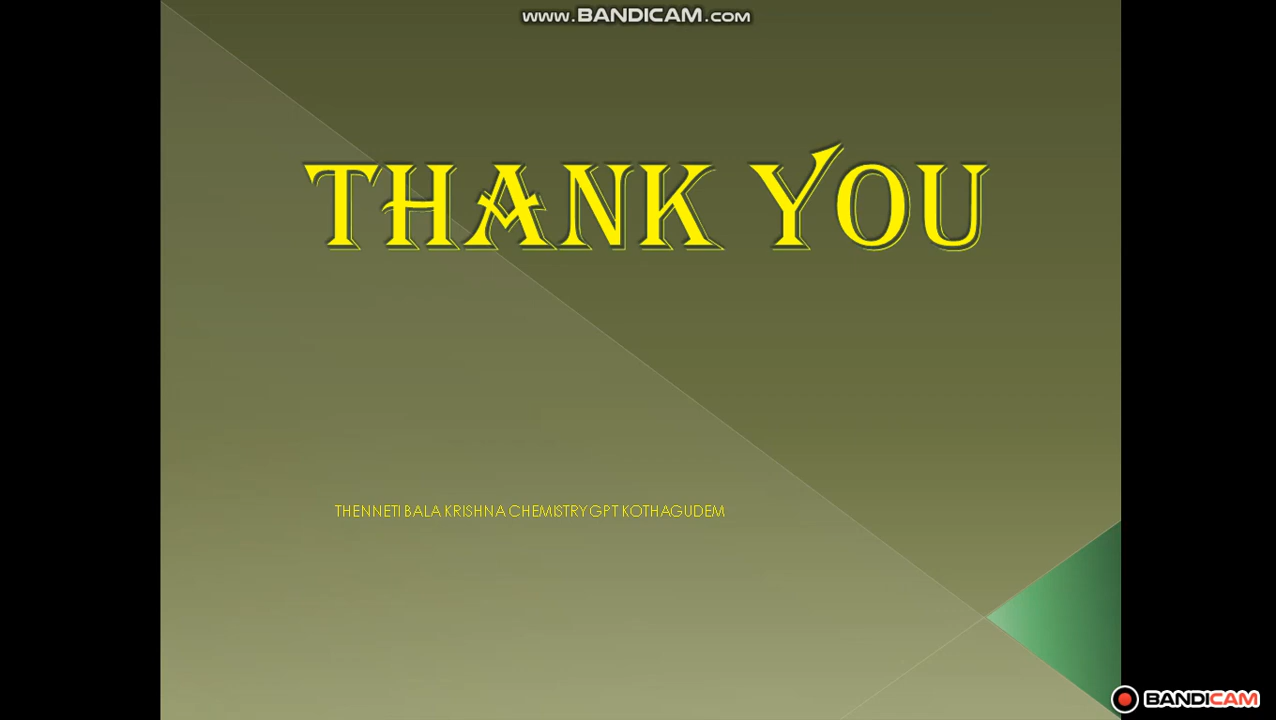 www.BANDICAM.com
THANK YOU
THENNETI BALA KRISHNA CHEMISTRY GPT KOTHAGUDEM
BANDICAM